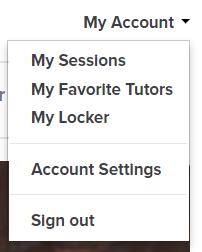 My Account
My Sessions
r
My Favorite Tutors
My Locker
Account Settings
Sign out